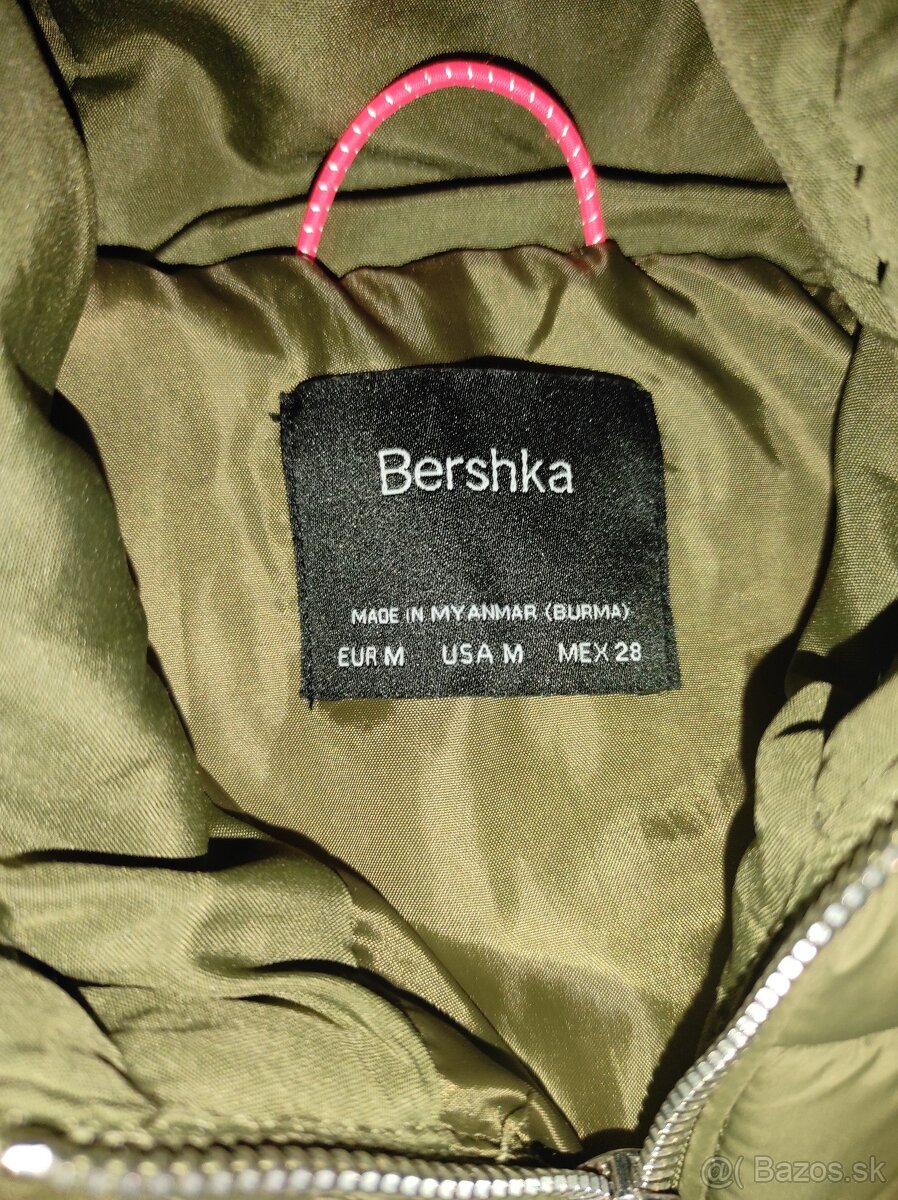 Bershka
MADE IN MYANMAR (BURMA)
EUR M USA M MEX 28
@( Bazos.sk